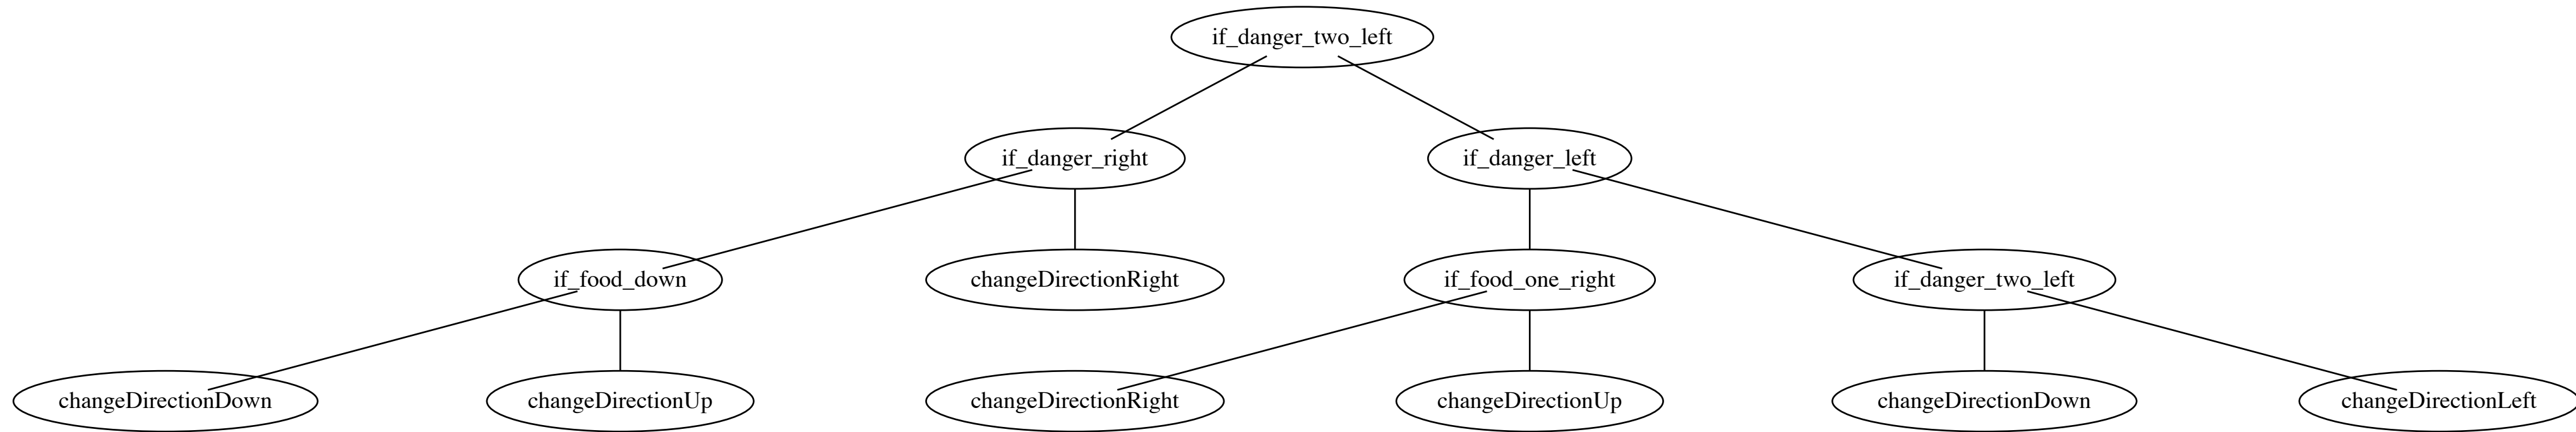 if_danger_two_left
if_danger_right
if_danger_left
if_food_down
changeDirectionRight
if_food_one_right
if_danger_two_left
changeDirectionDown
changeDirectionUp
changeDirectionRight
changeDirectionUp
changeDirectionDown
changeDirectionLeft